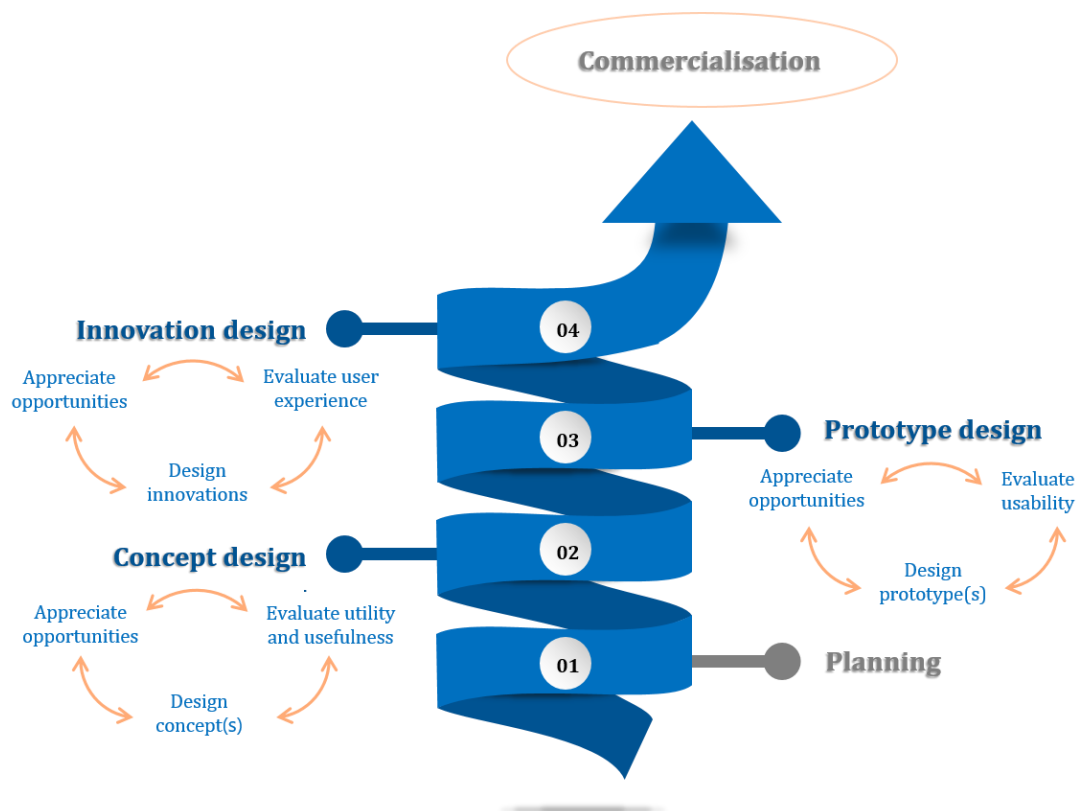 Commercialisation
04
Innovation design
Appreciate
opportunities
Evaluate user
experience
Design
innovations
03
Prototype design
Appreciate
opportunities
Evaluate
usability
Design
prototype(s)
02
Concept design
.
Appreciate
opportunities
Evaluate utility
and usefulness
Design
concept(s)
01
Planning